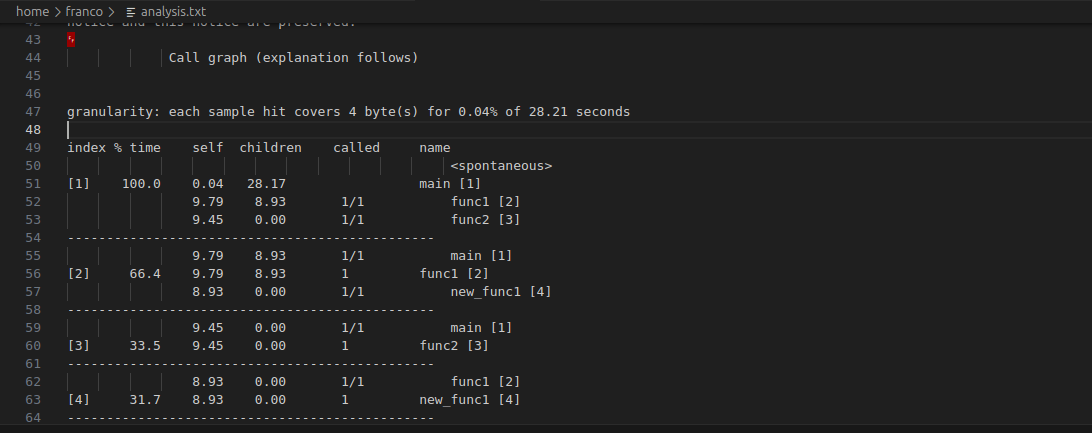 home > franco > analysis.txt
42 notice and this notice are preserved.
43
44 Call graph (explanation follows)
45
46
47 granularity: each sample hit covers 4 byte(s) for 0.04% of 28.21 seconds
48
49 index % time    self  children    called     name
50                                                 <spontaneous>
51 [1]    100.0    0.04   28.17                 main [1]
52                 9.79    8.93       1/1           func1 [2]
53                 9.45    0.00       1/1           func2 [3]
54 -----------------------------------------------
55                 9.79    8.93       1/1           main [1]
56 [2]     66.4    9.79    8.93       1         func1 [2]
57                 8.93    0.00       1/1           new_func1 [4]
58 -----------------------------------------------
59                 9.45    0.00       1/1           main [1]
60 [3]     33.5    9.45    0.00       1         func2 [3]
61 -----------------------------------------------
62                 8.93    0.00       1/1           func1 [2]
63 [4]     31.7    8.93    0.00       1         new_func1 [4]
64 -----------------------------------------------